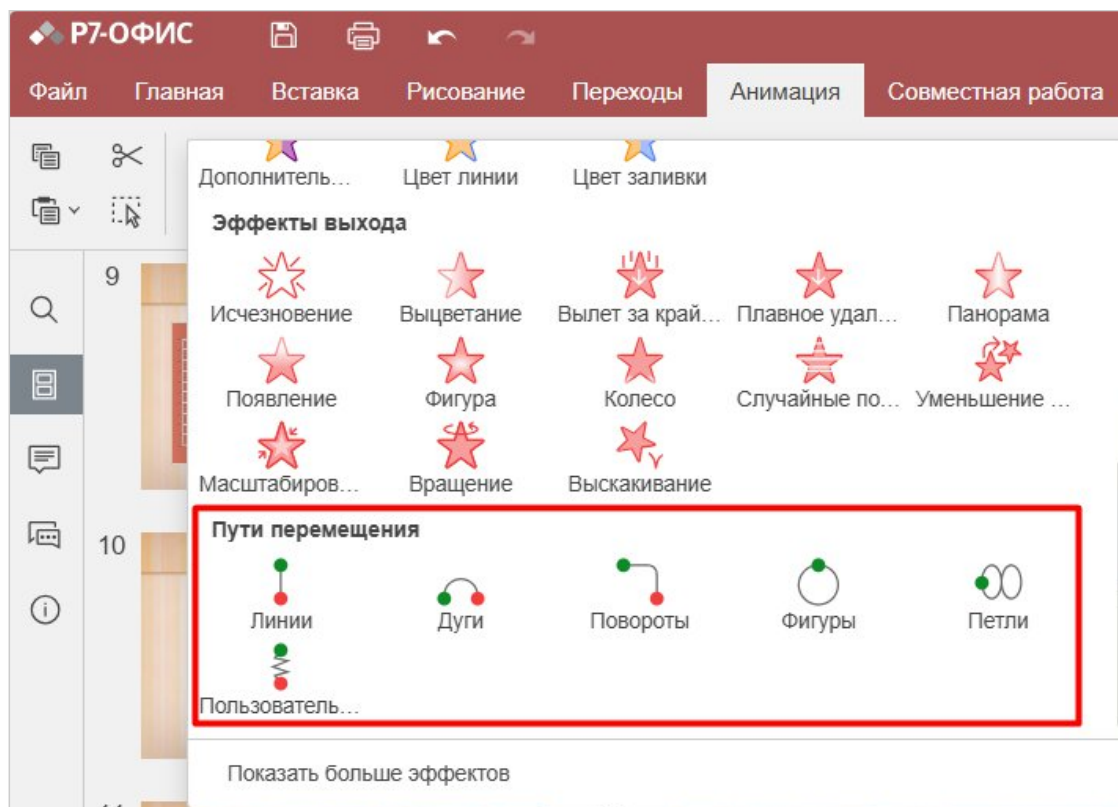 Р7-ОФИС
Файл Главная Вставка Рисование Переходы Анимация Совместная работа
Дополнитель... Цвет линии Цвет заливки
Эффекты выхода
9
Исчезновение Выцветание Вылет за край... Плавное удал... Панорама
Появление Фигура Колесо Случайные по... Уменьшение ...
Масштабиров... Вращение Выскакивание
Пути перемещения
10
Линии Дуги Повороты Фигуры Петли
Пользователь...
Показать больше эффектов